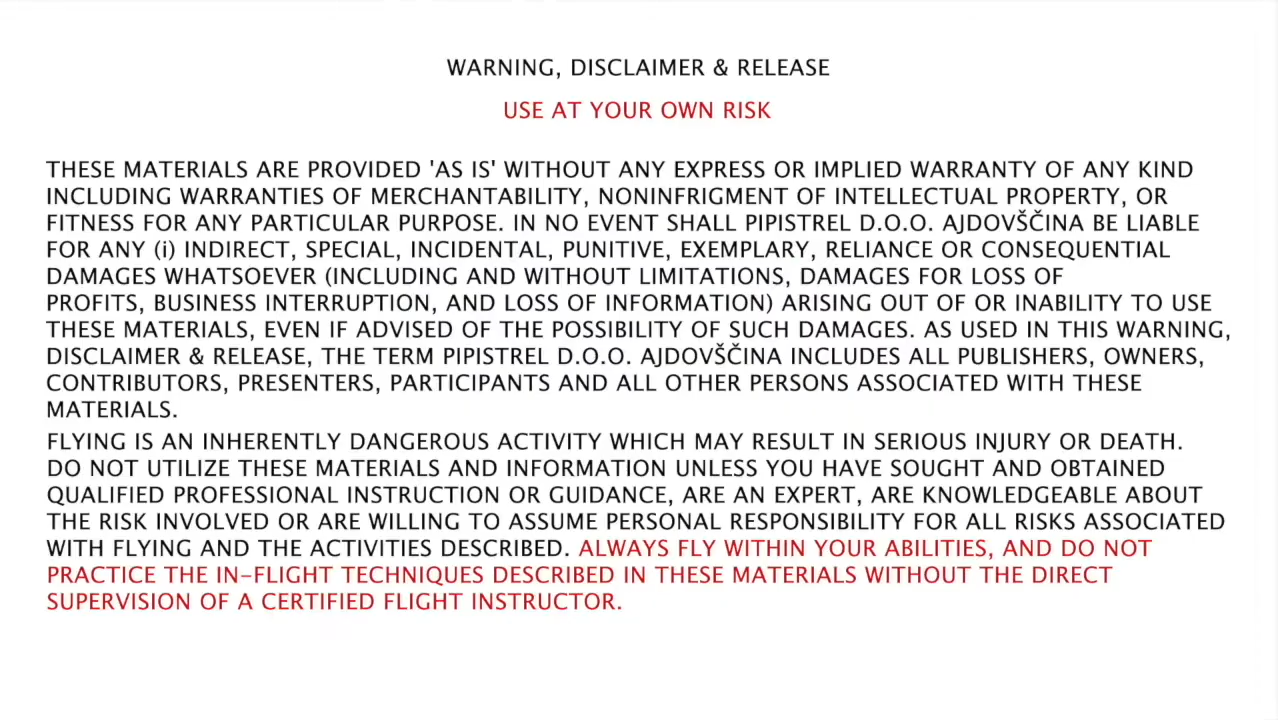 WARNING, DISCLAIMER & RELEASE
USE AT YOUR OWN RISK
THESE MATERIALS ARE PROVIDED 'AS IS' WITHOUT ANY EXPRESS OR IMPLIED WARRANTY OF ANY KIND
INCLUDING WARRANTIES OF MERCHANTABILITY, NONINFRIGMENT OF INTELLECTUAL PROPERTY, OR
FITNESS FOR ANY PARTICULAR PURPOSE. IN NO EVENT SHALL PIPISTREL D.O.O. AJDOVŠČINA BE LIABLE
FOR ANY (i) INDIRECT, SPECIAL, INCIDENTAL, PUNITIVE, EXEMPLARY, RELIANCE OR CONSEQUENTIAL
DAMAGES WHATSOEVER (INCLUDING AND WITHOUT LIMITATIONS, DAMAGES FOR LOSS OF
PROFITS, BUSINESS INTERRUPTION, AND LOSS OF INFORMATION) ARISING OUT OF OR INABILITY TO USE
THESE MATERIALS, EVEN IF ADVISED OF THE POSSIBILITY OF SUCH DAMAGES. AS USED IN THIS WARNING,
DISCLAIMER & RELEASE, THE TERM PIPISTREL D.O.O. AJDOVŠČINA INCLUDES ALL PUBLISHERS, OWNERS,
CONTRIBUTORS, PRESENTERS, PARTICIPANTS AND ALL OTHER PERSONS ASSOCIATED WITH THESE
MATERIALS.
FLYING IS AN INHERENTLY DANGEROUS ACTIVITY WHICH MAY RESULT IN SERIOUS INJURY OR DEATH.
DO NOT UTILIZE THESE MATERIALS AND INFORMATION UNLESS YOU HAVE SOUGHT AND OBTAINED
QUALIFIED PROFESSIONAL INSTRUCTION OR GUIDANCE, ARE AN EXPERT, ARE KNOWLEDGEABLE ABOUT
THE RISK INVOLVED OR ARE WILLING TO ASSUME PERSONAL RESPONSIBILITY FOR ALL RISKS ASSOCIATED
WITH FLYING AND THE ACTIVITIES DESCRIBED. ALWAYS FLY WITHIN YOUR ABILITIES, AND DO NOT
PRACTICE THE IN-FLIGHT TECHNIQUES DESCRIBED IN THESE MATERIALS WITHOUT THE DIRECT
SUPERVISION OF A CERTIFIED FLIGHT INSTRUCTOR.